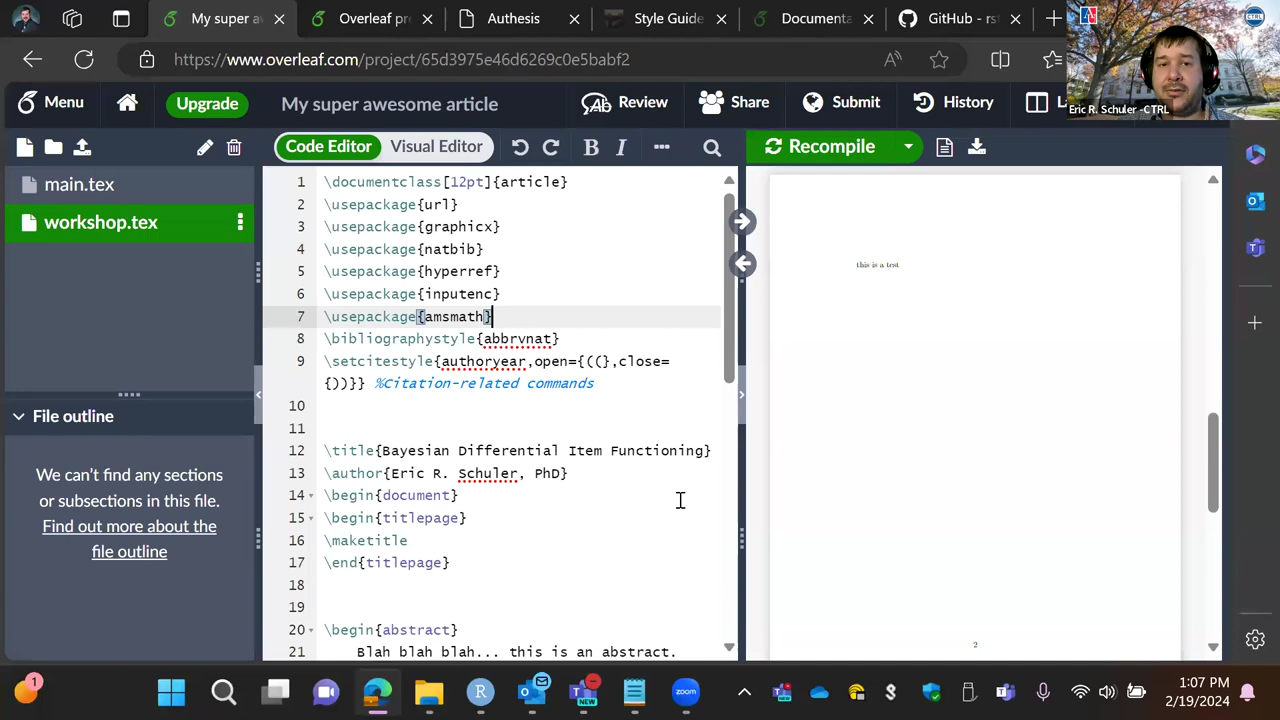 My super a
Overleaf pr
Authesis
Style Guide
Documenta
GitHub - rs
https://www.overleaf.com/project/65d3971e46de269c0e5babf2
Eric R. Schuler -CTRL
Menu
Upgrade
My super awesome article
Review
Share
Submit
History
L
Code Editor
Visual Editor
B I
Recompile
main.tex
workshop.tex
File outline
We can't find any sections
or subsections in this file.
Find out more about the
file outline
1 \documentclass[12pt]{article}
2 \usepackage{url}
3 \usepackage{graphicx}
4 \usepackage{natbib}
5 \usepackage{hyperref}
6 \usepackage{inputenc}
7 \usepackage{amsmath}
8 \bibliographystyle{abbrvnat}
9 \setcitestyle{authoryear,open={((},close=
{))}} %Citation-related commands
10
11
12 \title{Bayesian Differential Item Functioning}
13 \author{Eric R. Schuler, PhD}
14 \begin{document}
15 \begin{titlepage}
16 \maketitle
17 \end{titlepage}
18
19
20 \begin{abstract}
21 Blah blah blah... this is an abstract.
this is a test
2
1
NEW
NEW
zoom
1:07 PM
2/19/2024